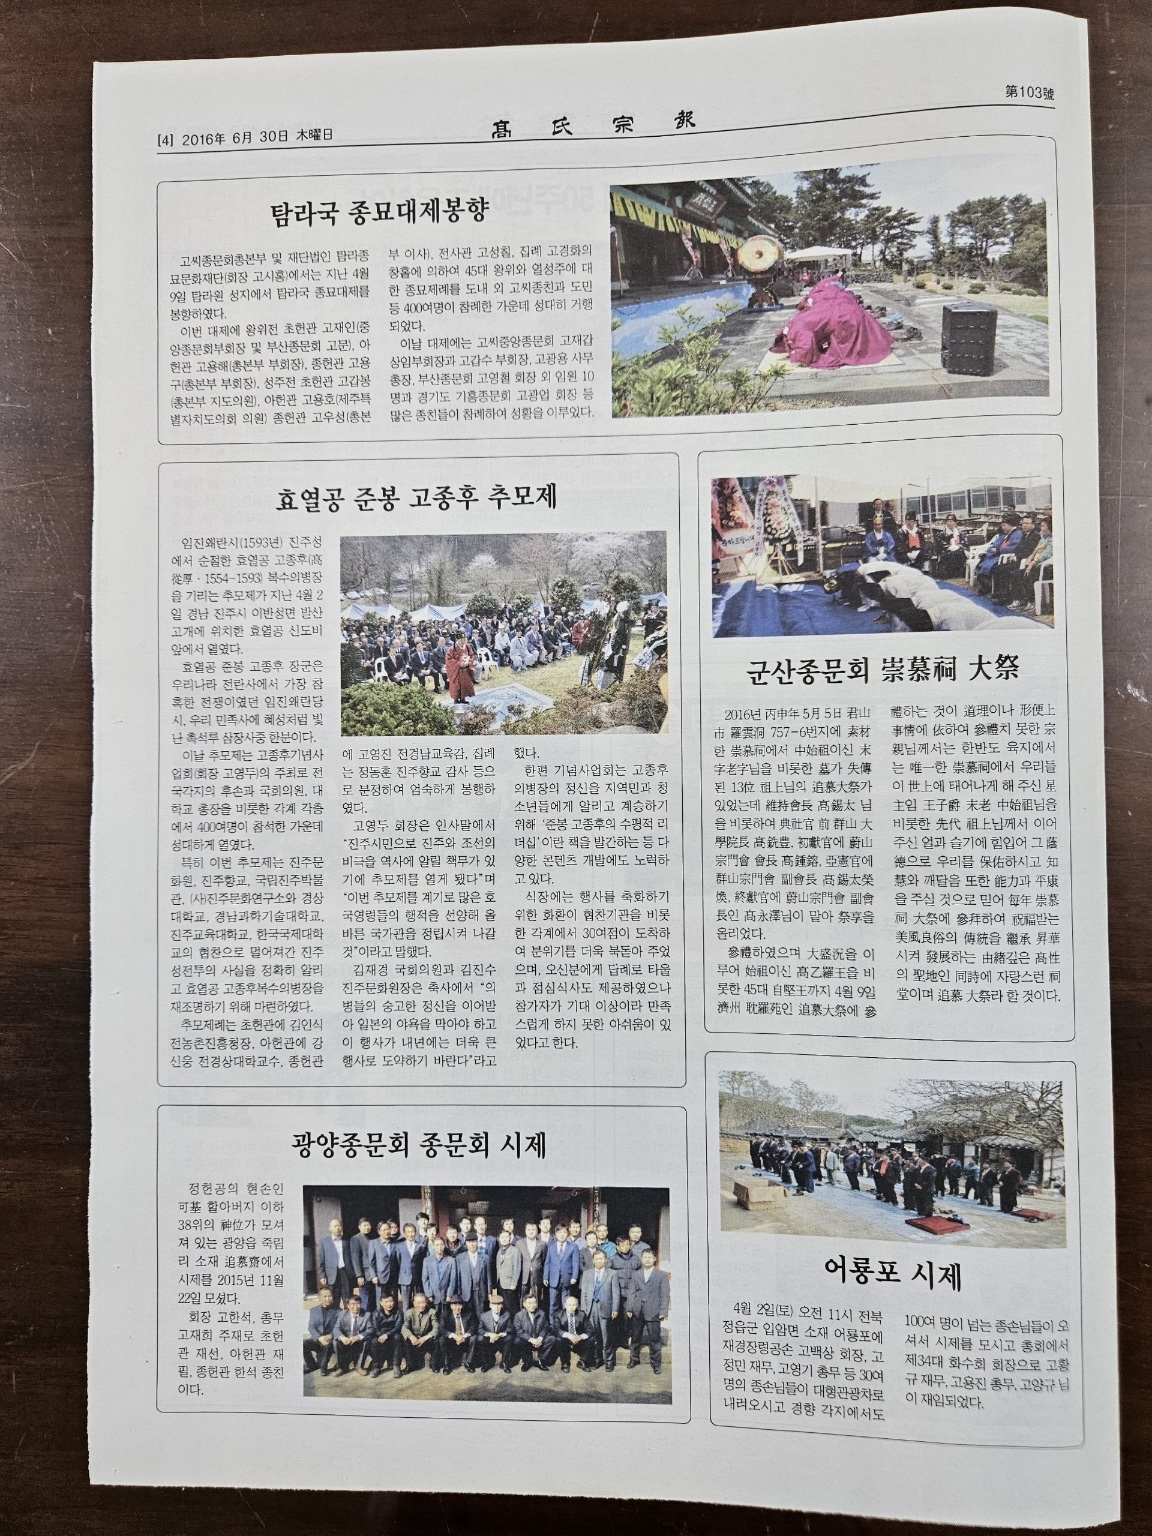 [4] 2016年 6月 30日 木曜日
髙氏宗報
第103號
탐라국 종묘대제봉향
고씨종문회총본부 및 재단법인 탐라종
묘문화재단(회장 고시홍)에서는 지난 4월
9일 탐라원 성지에서 탐라국 종묘대제를
봉향하였다.
이번 대제에 왕위전 초헌관 고재인(중
앙종문회부회장 및 부산종문회 고문), 아
헌관 고용해(총본부 부회장), 종헌관 고용
구(총본부 부회장), 성주전 초헌관 고갑봉
(총본부 지도의원), 아헌관 고용호(제주특
별자치도의회 의원) 종헌관 고우성(총본
부 이사), 전사관 고성칠, 집례 고경화의
창홀에 의하여 45대 왕위와 열성주에 대
한 종묘제례를 도내 외 고씨종친과 도민
등 400여명이 참례한 가운데 성대히 거행
되었다.
이날 대제에는 고씨중앙종문회 고재갑
상임부회장과 고갑수 부회장, 고광용 사무
총장, 부산종문회 고영철 회장 외 임원 10
명과 경기도 기흥종문회 고광업 회장 등
많은 종친들이 참례하여 성황을 이루었다.
효열공 준봉 고종후 추모제
임진왜란시(1593년) 진주성
에서 순절한 효열공 고종후(髙
從厚 · 1554~1593) 복수의병장
을 기리는 추모제가 지난 4월 2
일 경남 진주시 이반성면 발산
고개에 위치한 효열공 신도비
앞에서 열렸다.
효열공 준봉 고종후 장군은
우리나라 전란사에서 가장 참
혹한 전쟁이였던 임진왜란당
시, 우리 민족사에 혜성처럼 빛
난 촉석루 삼장사중 한분이다.
이날 추모제는 고종후기념사
업회(회장 고영두)의 주최로 전
국각지의 후손과 국회의원, 대
학교 총장을 비롯한 각계 각층
에서 400여명이 참석한 가운데
성대하게 열렸다.
특히 이번 추모제는 진주문
화원, 진주향교, 국립진주박물
관, (사)진주문화연구소와 경상
대학교, 경남과학기술대학교,
진주교육대학교, 한국국제대학
교의 협찬으로 멀어져간 진주
성전투의 사실을 정확히 알리
고 효열공 고종후복수의병장을
재조명하기 위해 마련하였다.
추모제례는 초헌관에 김인식
전농촌진흥청장, 아헌관에 강
신웅 전경상대학교수, 종헌관
에 고영진 전경남교육감, 집례
는 정동훈 진주향교 감사 등으
로 분정하여 엄숙하게 봉행하
였다.
고영두 회장은 인사말에서
“진주시민으로 진주와 조선의
비극을 역사에 알릴 책무가 있
기에 추모제를 열게 됐다”며
“이번 추모제를 계기로 많은 호
국영령들의 행적을 선양해 올
바른 국가관을 정립시켜 나갈
것”이라고 말했다.
김재경 국회의원과 김진수
진주문화원장은 축사에서 “의
병들의 숭고한 정신을 이어받
아 일본의 야욕을 막아야 하고
이 행사가 내년에는 더욱 큰
행사로 도약하기 바란다”라고
했다.
한편 기념사업회는 고종후
의병장의 정신을 지역민과 청
소년들에게 알리고 계승하기
위해 ‘준봉 고종후의 수평적 리
더십’이란 책을 발간하는 등 다
양한 콘텐츠 개발에도 노력하
고 있다.
식장에는 행사를 축화하기
위한 화환이 협찬기관을 비롯
한 각계에서 30여점이 도착하
여 분위기를 더욱 북돋아 주었
으며, 오신분에게 답례로 타올
과 점심식사도 제공하였으나
참가자가 기대 이상이라 만족
스럽게 하지 못한 아쉬움이 있
었다고 한다.
군산종문회 崇慕祠 大祭
2016년 丙申年 5月 5日 君山
市 羅雲洞 757-6번지에 素材
한 崇慕祠에서 中始祖이신 末
字老字님을 비롯한 墓가 失傳
된 13位 祖上님의 追慕大祭가
있었는데 維持會長 髙錫太 님
을 비롯하여 典社官 前 群山 大
學院長 髙銑豊, 初獻官에 蔚山
宗門會 會長 髙鍾鎔, 亞憲官에
群山宗門會 副會長 髙錫太榮
煥, 終獻官에 蔚山宗門會 副會
長인 髙永澤님이 맡아 祭享을
올리었다.
參禮하였으며 大盛況을 이
루어 始祖이신 髙乙羅王을 비
롯한 45대 自堅王까지 4월 9일
濟州 耽羅苑인 追慕大祭에 參
禮하는 것이 道理이나 形便上
事情에 依하여 參禮치 못한 宗
親님께서는 한반도 육지에서
는 唯一한 崇慕祠에서 우리들
이 世上에 태어나게 해 주신 星
主임 王子爵 末老 中始祖님을
비롯한 先代 祖上님께서 이어
주신 얼과 슬기에 힘입어 그 蔭
德으로 우리를 保佑하시고 知
慧와 깨달을 또한 能力과 平康
을 주실 것으로 믿어 每年 崇慕
祠 大祭에 參拜하여 祝福받는
美風良俗의 傳統을 繼承 昇華
시켜 發展하는 由緖깊은 髙性
의 聖地인 同詩에 자랑스런 祠
堂이며 追慕 大祭라 할 것이다.
광양종문회 종문회 시제
정헌공의 현손인
可基 할아버지 이하
38위의 神位가 모셔
져 있는 광양읍 죽림
리 소재 追慕齋에서
시제를 2015년 11월
22일 모셨다.
회장 고한석, 총무
고재희 주재로 초헌
관 재선, 아헌관 재
필, 종헌관 한석 종친
이다.
어룡포 시제
4월 2일(토) 오전 11시 전북
정읍군 입암면 소재 어룡포에
재경장령공손 고백상 회장, 고
정민 재무, 고영기 총무 등 30여
명의 종손님들이 대형관광차로
내려오시고 경향 각지에서도
100여 명이 넘는 종손님들이 오
셔서 시제를 모시고 총회에서
제34대 화수회 회장으로 고황
규 재무, 고용진 총무, 고양규 님
이 재임되었다.